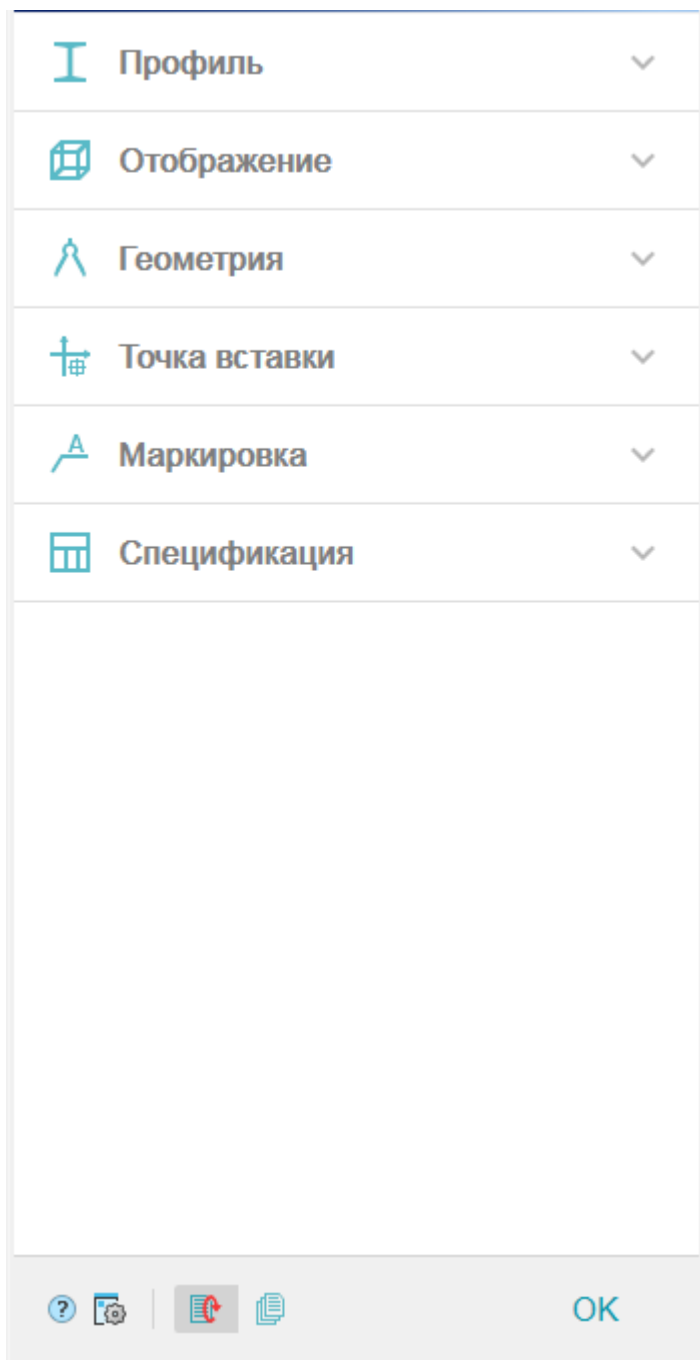 Профиль
Отображение
Геометрия
Точка вставки
Маркировка
Спецификация
OK